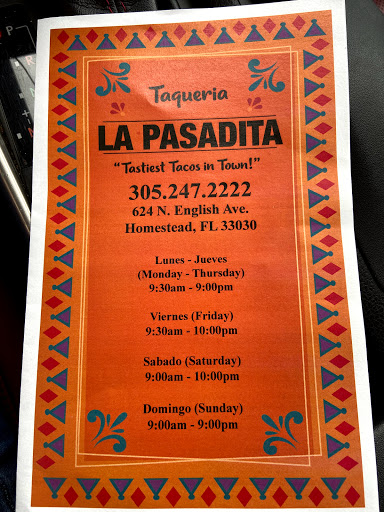 Taqueria
LA PASADITA
"Tastiest Tacos in Town!"
305.247.2222
624 N. English Ave.
Homestead, FL 33030
Lunes - Jueves
(Monday - Thursday)
9:30am - 9:00pm
Viernes (Friday)
9:30am - 10:00pm
Sabado (Saturday)
9:00am - 10:00pm
Domingo (Sunday)
9:00am - 9:00pm